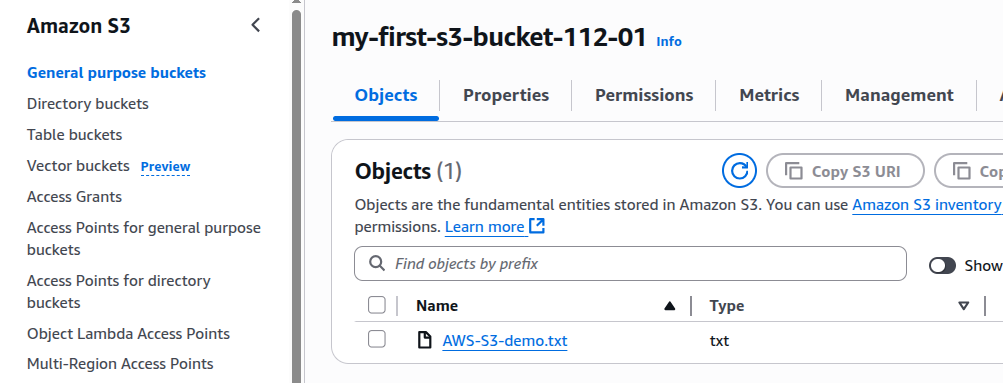 Amazon S3
General purpose buckets
Directory buckets
Table buckets
Vector buckets Preview
Access Grants
Access Points for general purpose
buckets
Access Points for directory
buckets
Object Lambda Access Points
Multi-Region Access Points
my-first-s3-bucket-112-01 Info
Objects Properties Permissions Metrics Management
Objects (1)
Copy S3 URI Cop
Objects are the fundamental entities stored in Amazon S3. You can use Amazon S3 inventory
permissions. Learn more
Find objects by prefix
Show
Name Type
AWS-S3-demo.txt txt